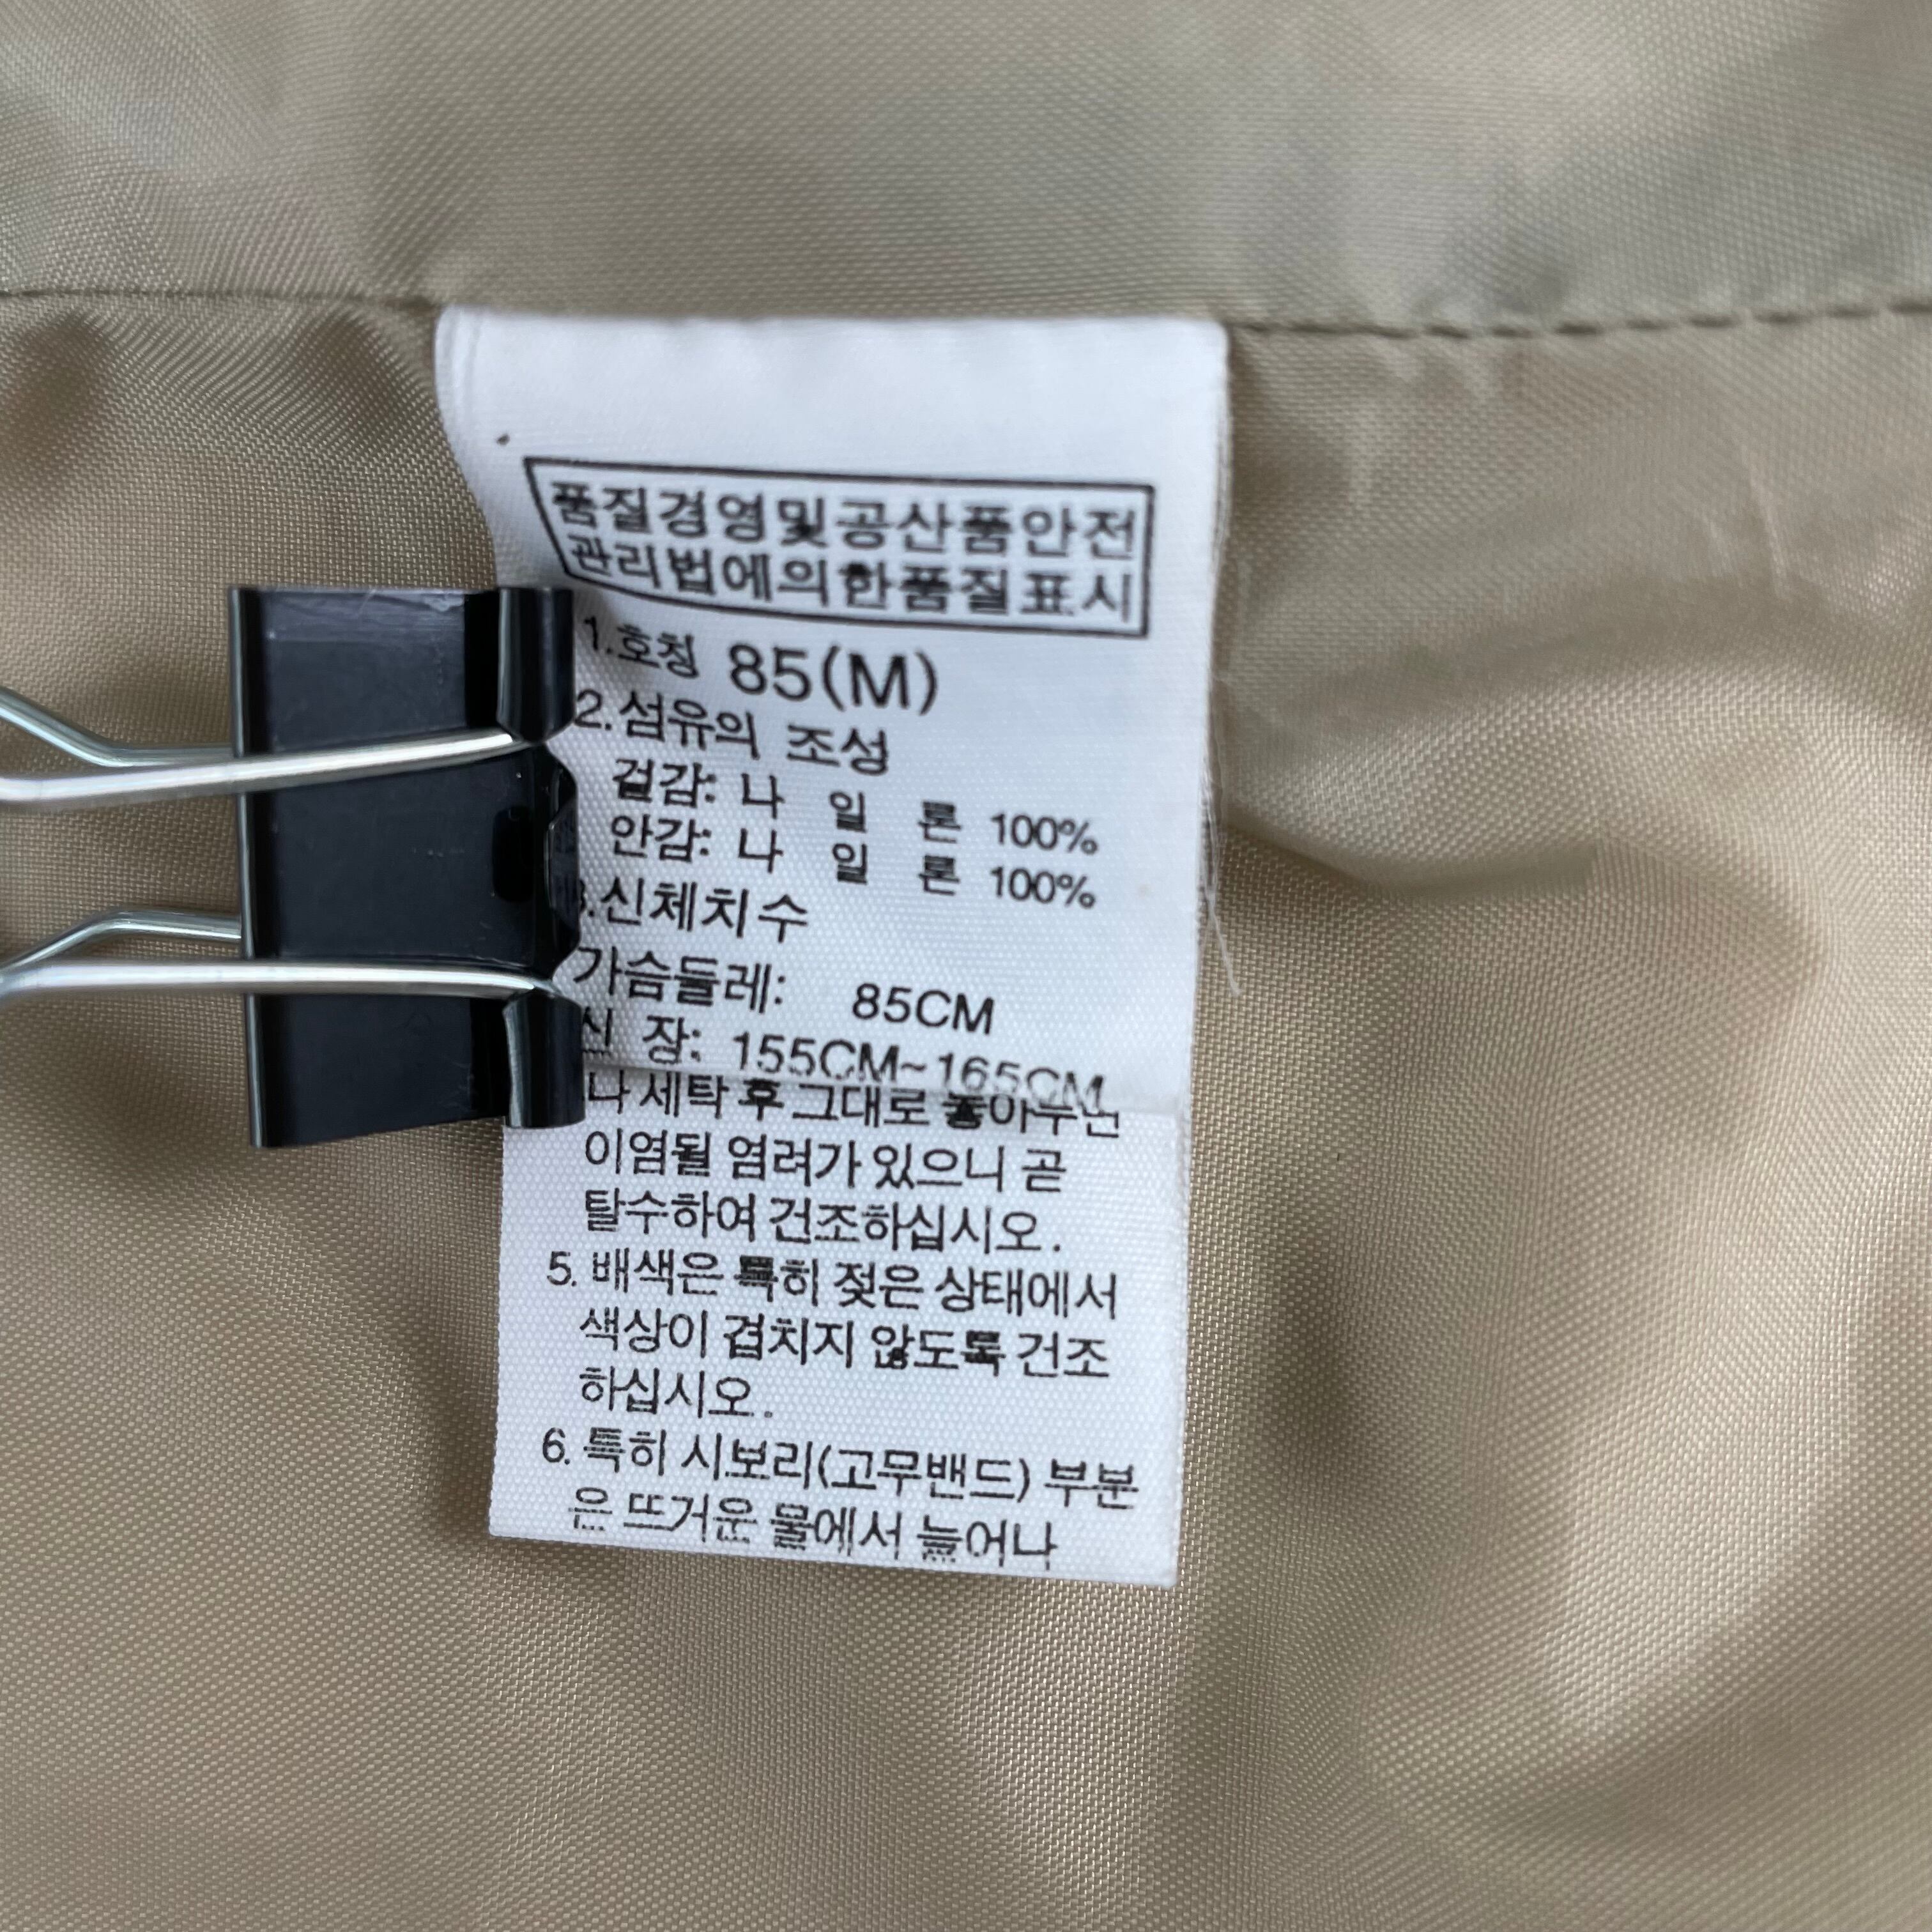 품질경영및공산품안전
관리법에의한품질표시
1.호칭 85(M)
2.섬유의 조성
겉감: 나 일 론 100%
안감: 나 일 론 100%
3.신체치수
가슴둘레: 85CM
신 장: 155CM~165CM
나 세탁 후 그대로 놓아두면
이염될 염려가 있으니 곧
탈수하여 건조하십시오.
5. 배색은 특히 젖은 상태에서
색상이 겹치지 않도록 건조
하십시오.
6. 특히 시보리(고무밴드) 부분
은 뜨거운 물에서 늘어나